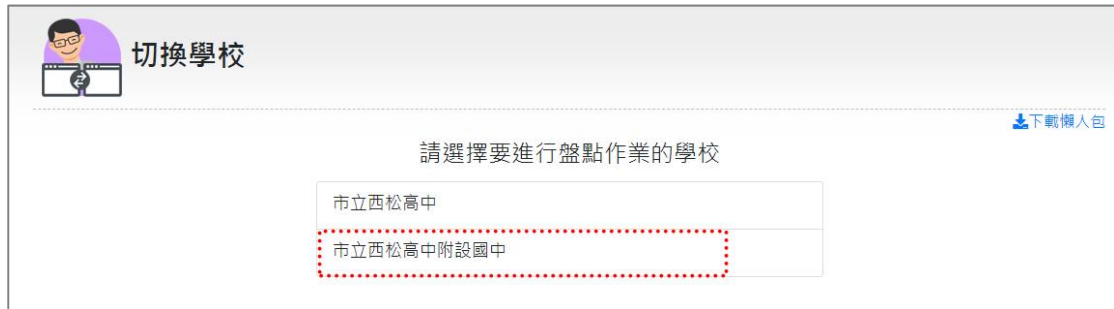 切換學校
下載懶人包
請選擇要進行盤點作業的學校
市立西松高中
市立西松高中附設國中